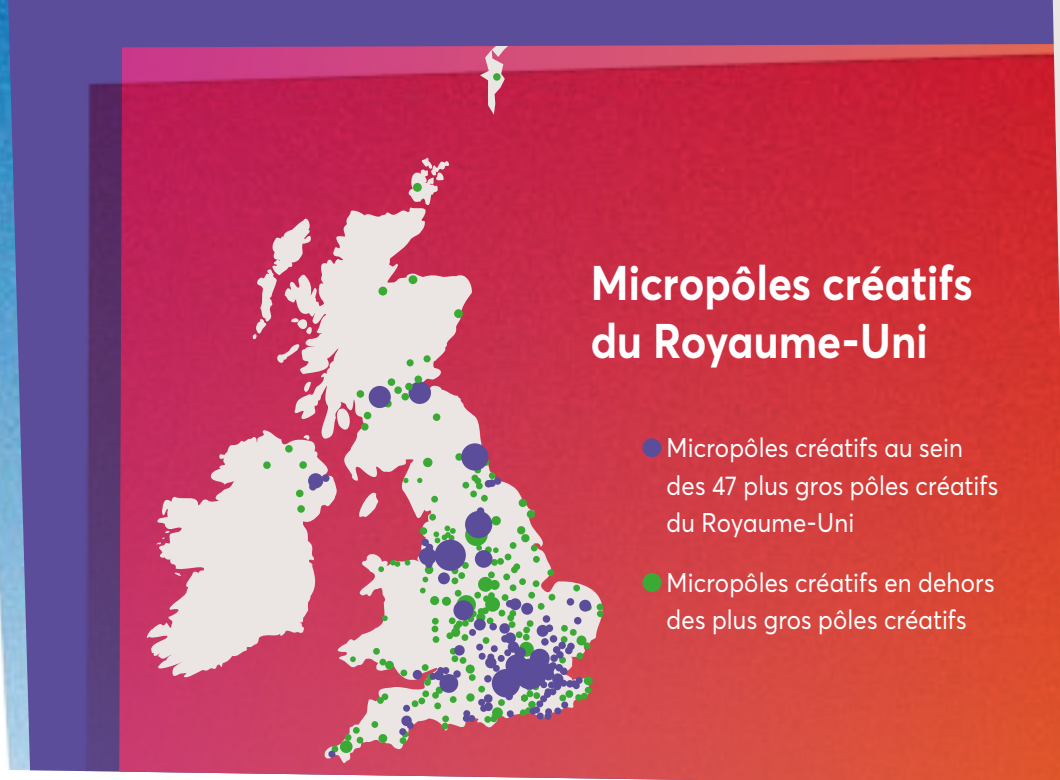 Micropôles créatifs
du Royaume-Uni
Micropôles créatifs au sein
des 47 plus gros pôles créatifs
du Royaume-Uni
Micropôles créatifs en dehors
des plus gros pôles créatifs